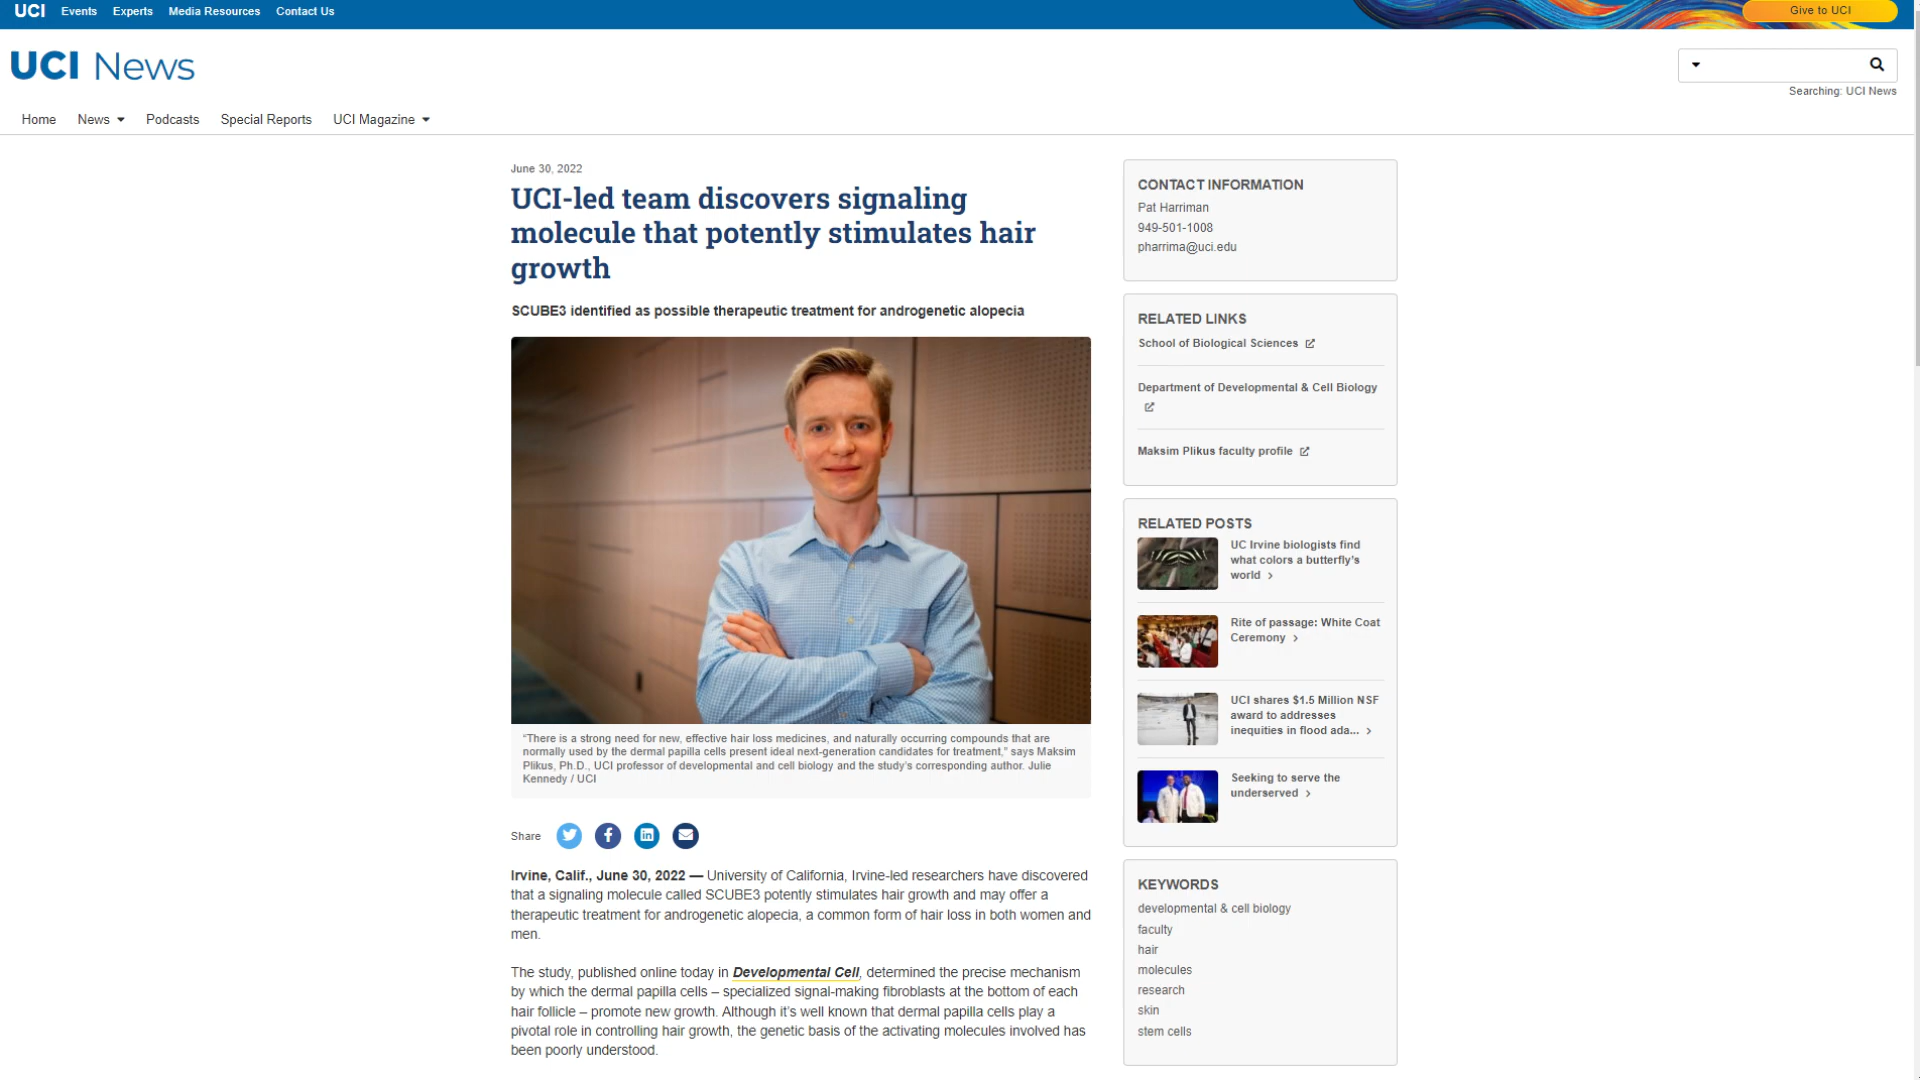 UCI Events Experts Media Resources Contact Us
Give to UCI
UCI News
Searching: UCI News
Home News Podcasts Special Reports UCI Magazine
June 30, 2022
UCI-led team discovers signaling
molecule that potently stimulates hair
growth
SCUBE3 identified as possible therapeutic treatment for androgenetic alopecia
“There is a strong need for new, effective hair loss medicines, and naturally occurring compounds that are
normally used by the dermal papilla cells present ideal next-generation candidates for treatment,” says Maksim
Plikus, Ph.D., UCI professor of developmental and cell biology and the study’s corresponding author. Julie
Kennedy / UCI
Share
Irvine, Calif., June 30, 2022 — University of California, Irvine-led researchers have discovered
that a signaling molecule called SCUBE3 potently stimulates hair growth and may offer a
therapeutic treatment for androgenetic alopecia, a common form of hair loss in both women and
men.
The study, published online today in Developmental Cell, determined the precise mechanism
by which the dermal papilla cells – specialized signal-making fibroblasts at the bottom of each
hair follicle – promote new growth. Although it’s well known that dermal papilla cells play a
pivotal role in controlling hair growth, the genetic basis of the activating molecules involved has
been poorly understood.
CONTACT INFORMATION
Pat Harriman
949-501-1008
pharrima@uci.edu
RELATED LINKS
School of Biological Sciences
Department of Developmental & Cell Biology
Maksim Plikus faculty profile
RELATED POSTS
UC Irvine biologists find
what colors a butterfly’s
world
Rite of passage: White Coat
Ceremony
UCI shares $1.5 Million NSF
award to addresses
inequities in flood ada...
Seeking to serve the
underserved
KEYWORDS
developmental & cell biology
faculty
hair
molecules
research
skin
stem cells